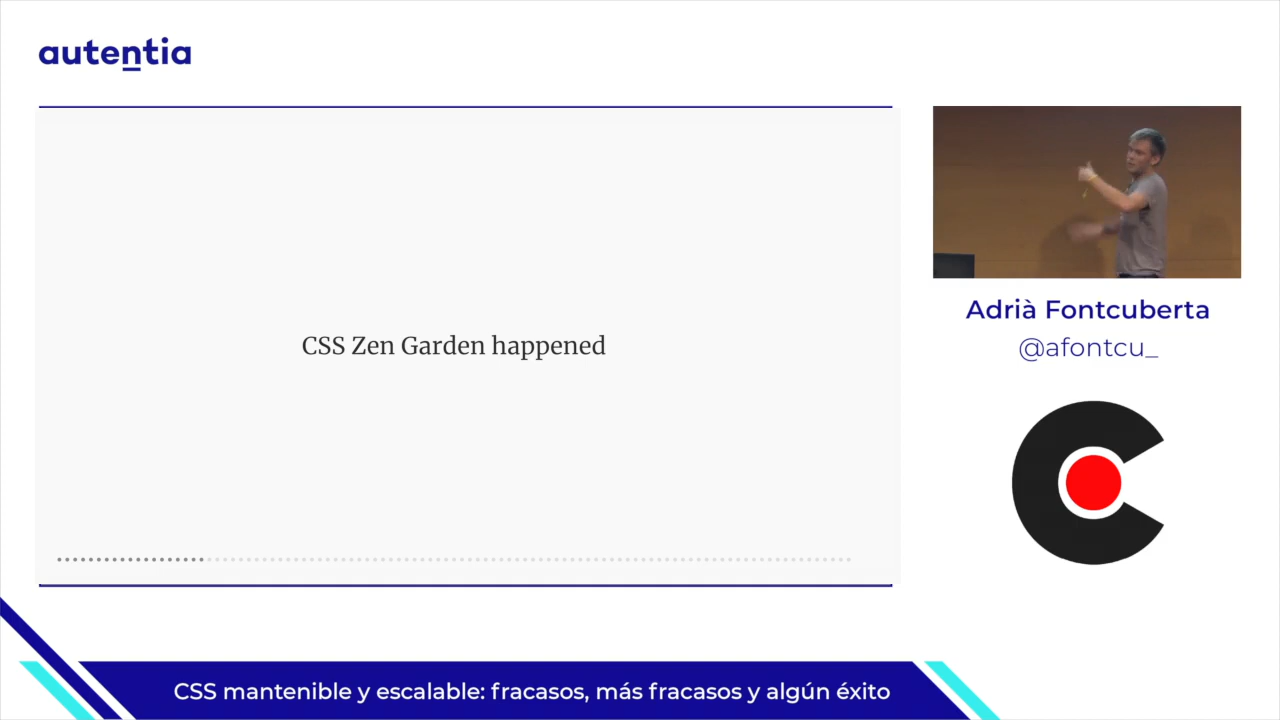 autentia
CSS Zen Garden happened
Adrià Fontcuberta
@afontcu_
CSS mantenible y escalable: fracasos, más fracasos y algún éxito